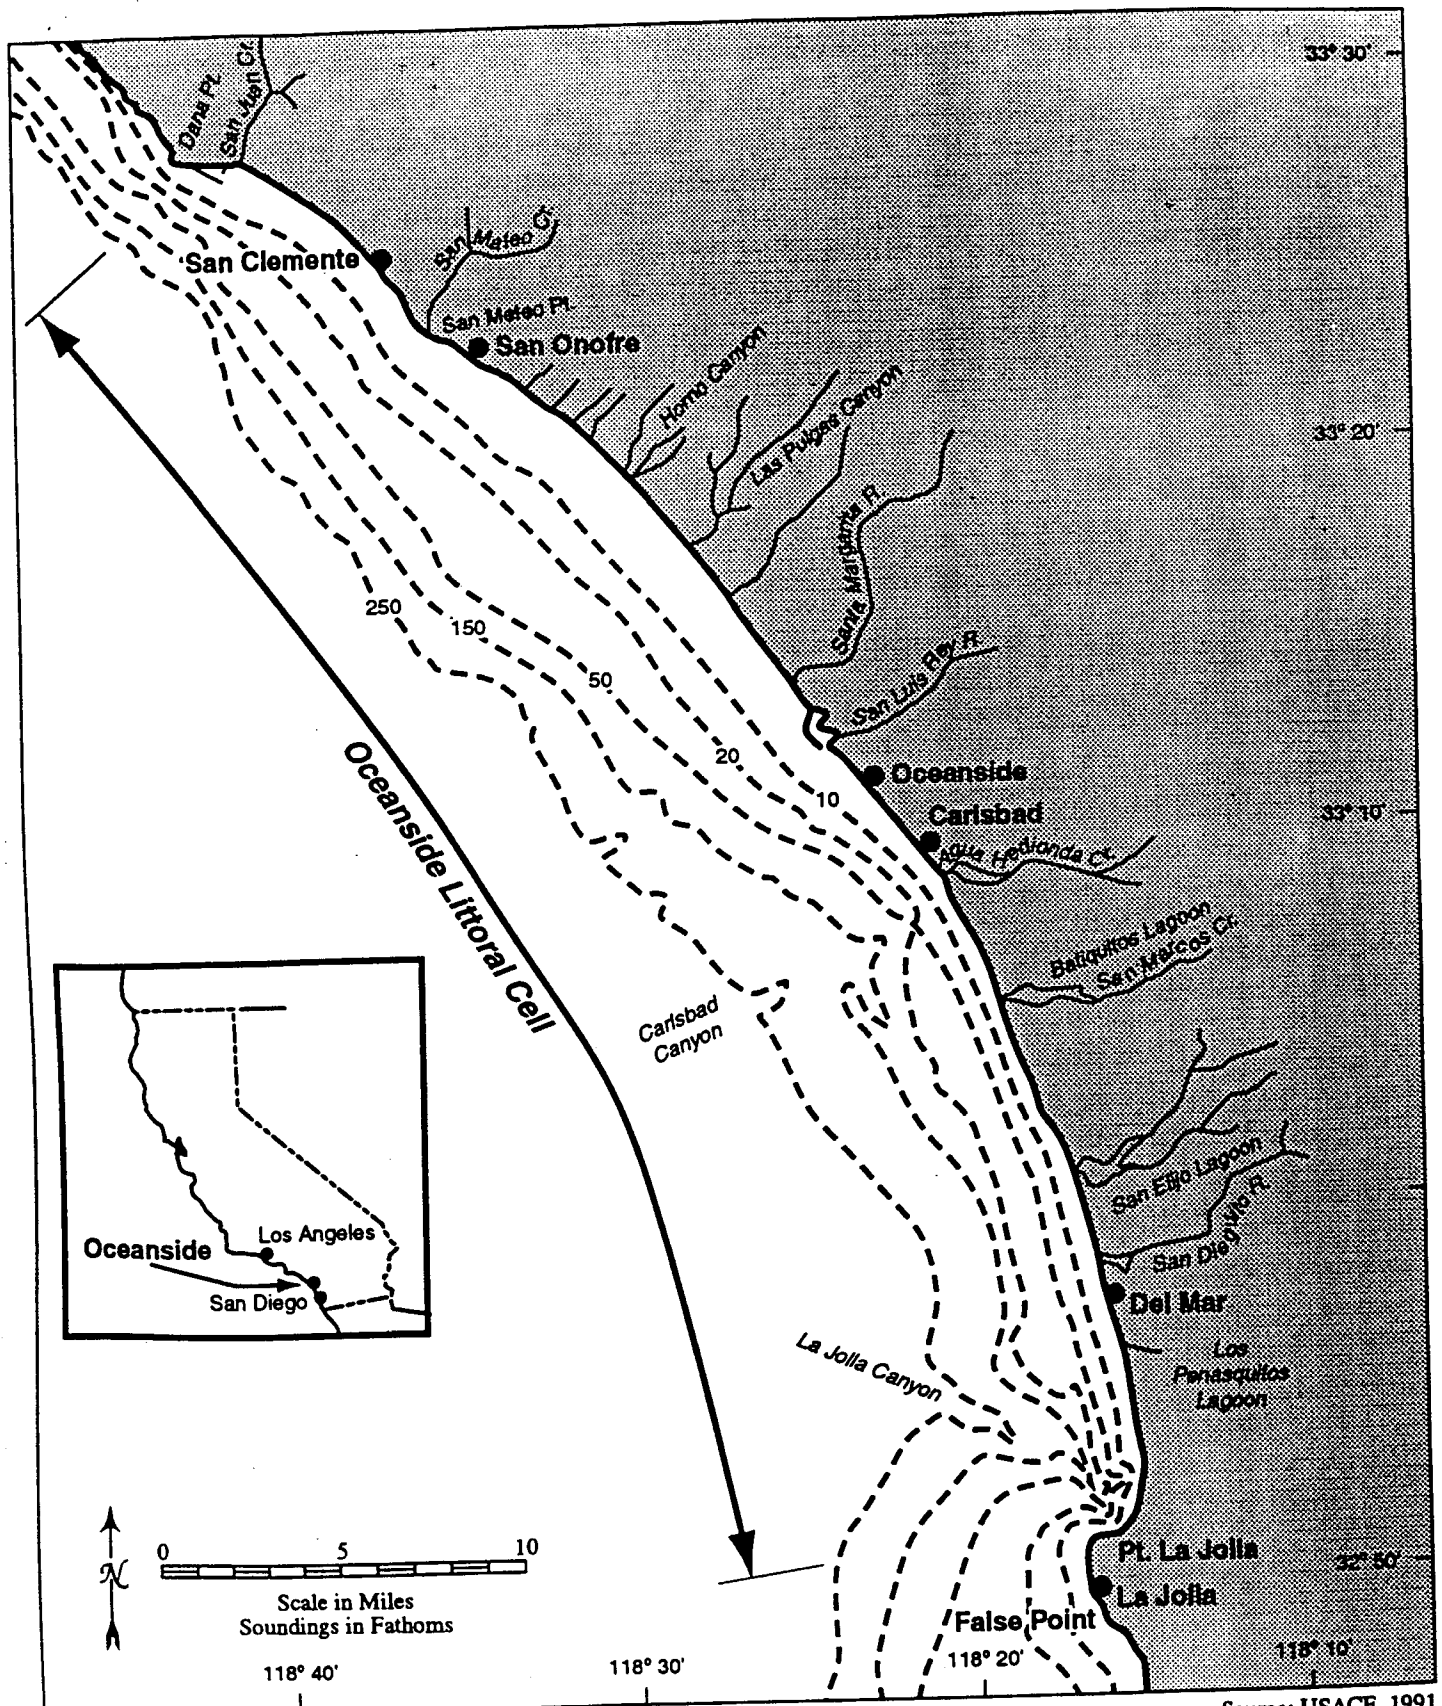 33° 30'
Dana Pt.
San Juan Cr.
San Mateo Cr.
San Clemente
San Mateo Pt.
San Onofre
Horno Canyon
Las Pulgas Canyon
33° 20'
Santa Margarita R.
San Luis Rey R.
250
150
50
20
10
Oceanside
Carlsbad
33° 10'
Agua Hedionda Cr.
Oceanside Littoral Cell
Batiquitos Lagoon
San Marcos Cr.
Carlsbad
Canyon
San Elijo Lagoon
San Dieguito R.
Los Angeles
Oceanside
San Diego
Del Mar
La Jolla Canyon
Los
Penasquitos
Lagoon
N
0 5 10
Scale in Miles
Soundings in Fathoms
Pt. La Jolla
32° 50'
La Jolla
False Point
118° 40'
118° 30'
118° 20'
118° 10'
Source: USACE, 1991